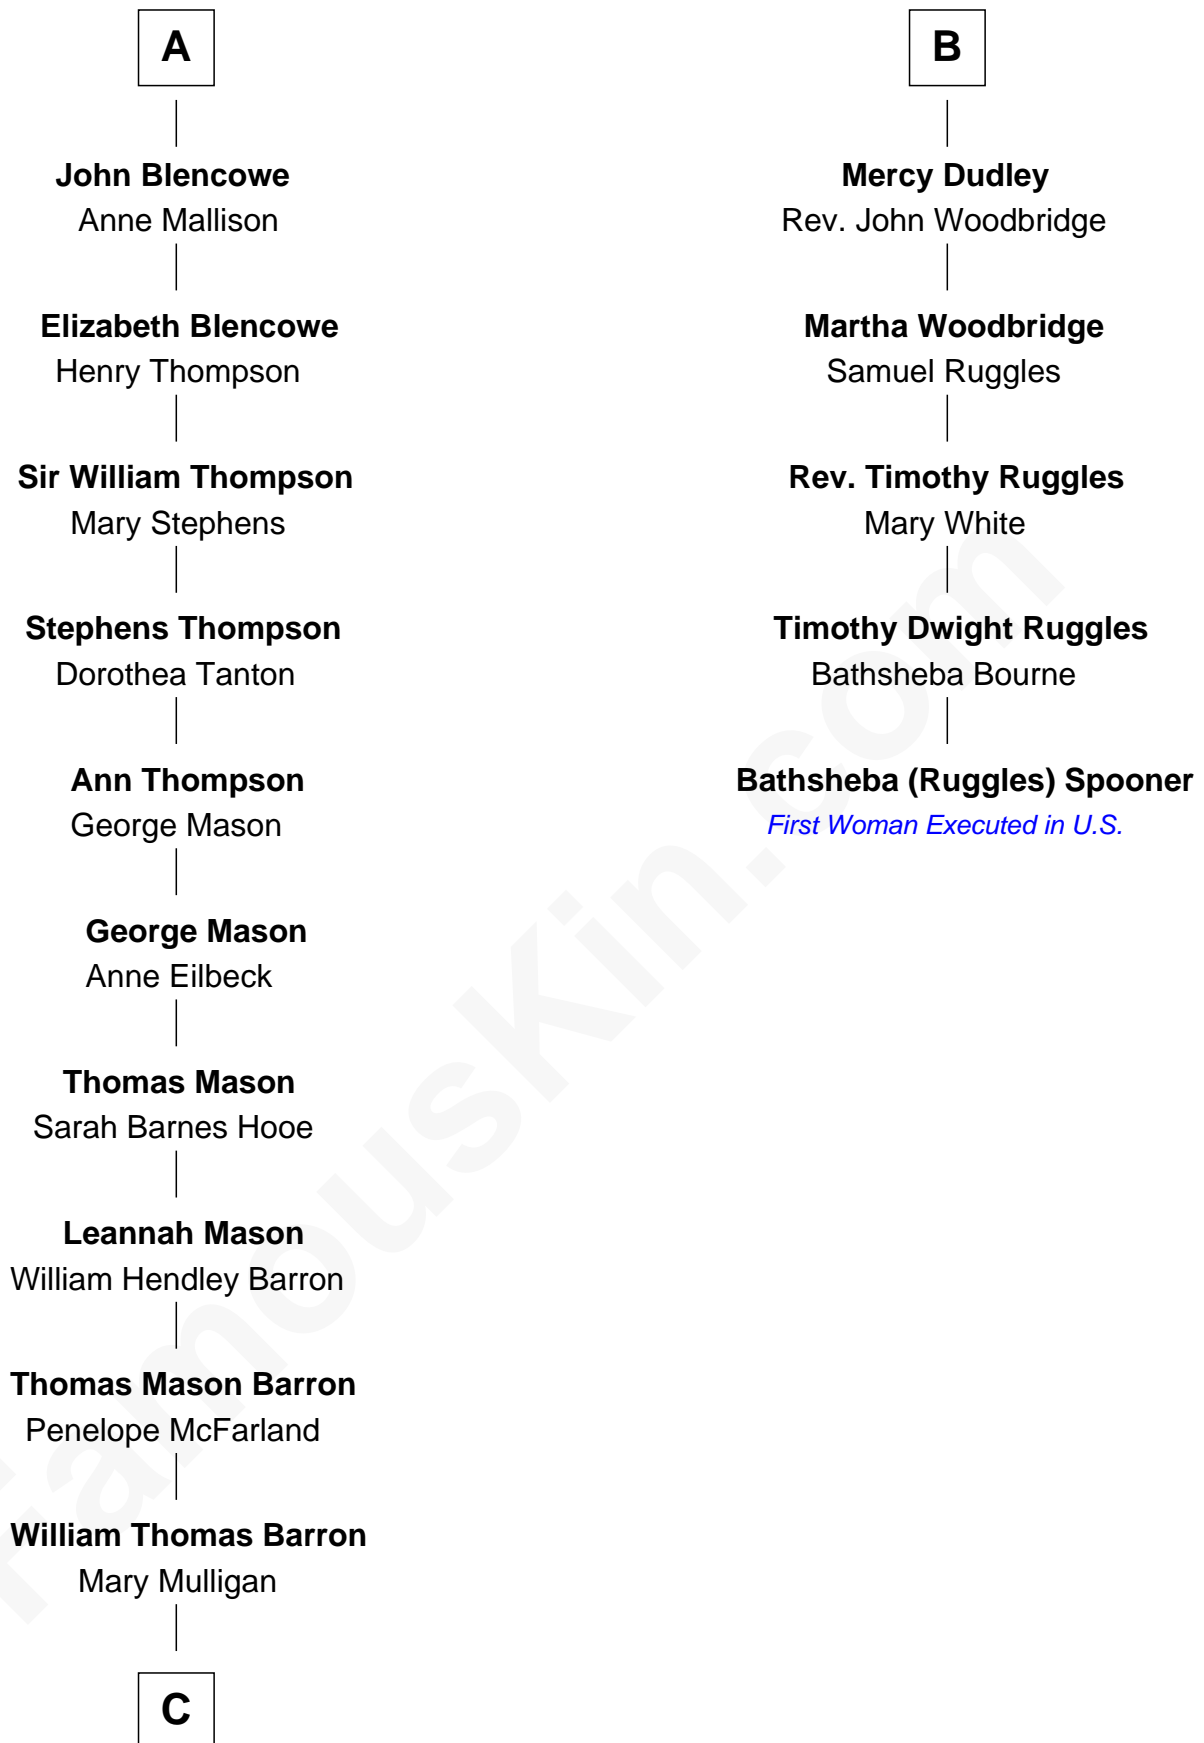 A
John Blencowe
Anne Mallison
Elizabeth Blencowe
Henry Thompson
Sir William Thompson
Mary Stephens
Stephens Thompson
Dorothea Tanton
Ann Thompson
George Mason
George Mason
Anne Eilbeck
Thomas Mason
Sarah Barnes Hooe
Leannah Mason
William Hendley Barron
Thomas Mason Barron
Penelope McFarland
William Thomas Barron
Mary Mulligan
C
B
Mercy Dudley
Rev. John Woodbridge
Martha Woodbridge
Samuel Ruggles
Rev. Timothy Ruggles
Mary White
Timothy Dwight Ruggles
Bathsheba Bourne
Bathsheba (Ruggles) Spooner
First Woman Executed in U.S.
FamousKin.com